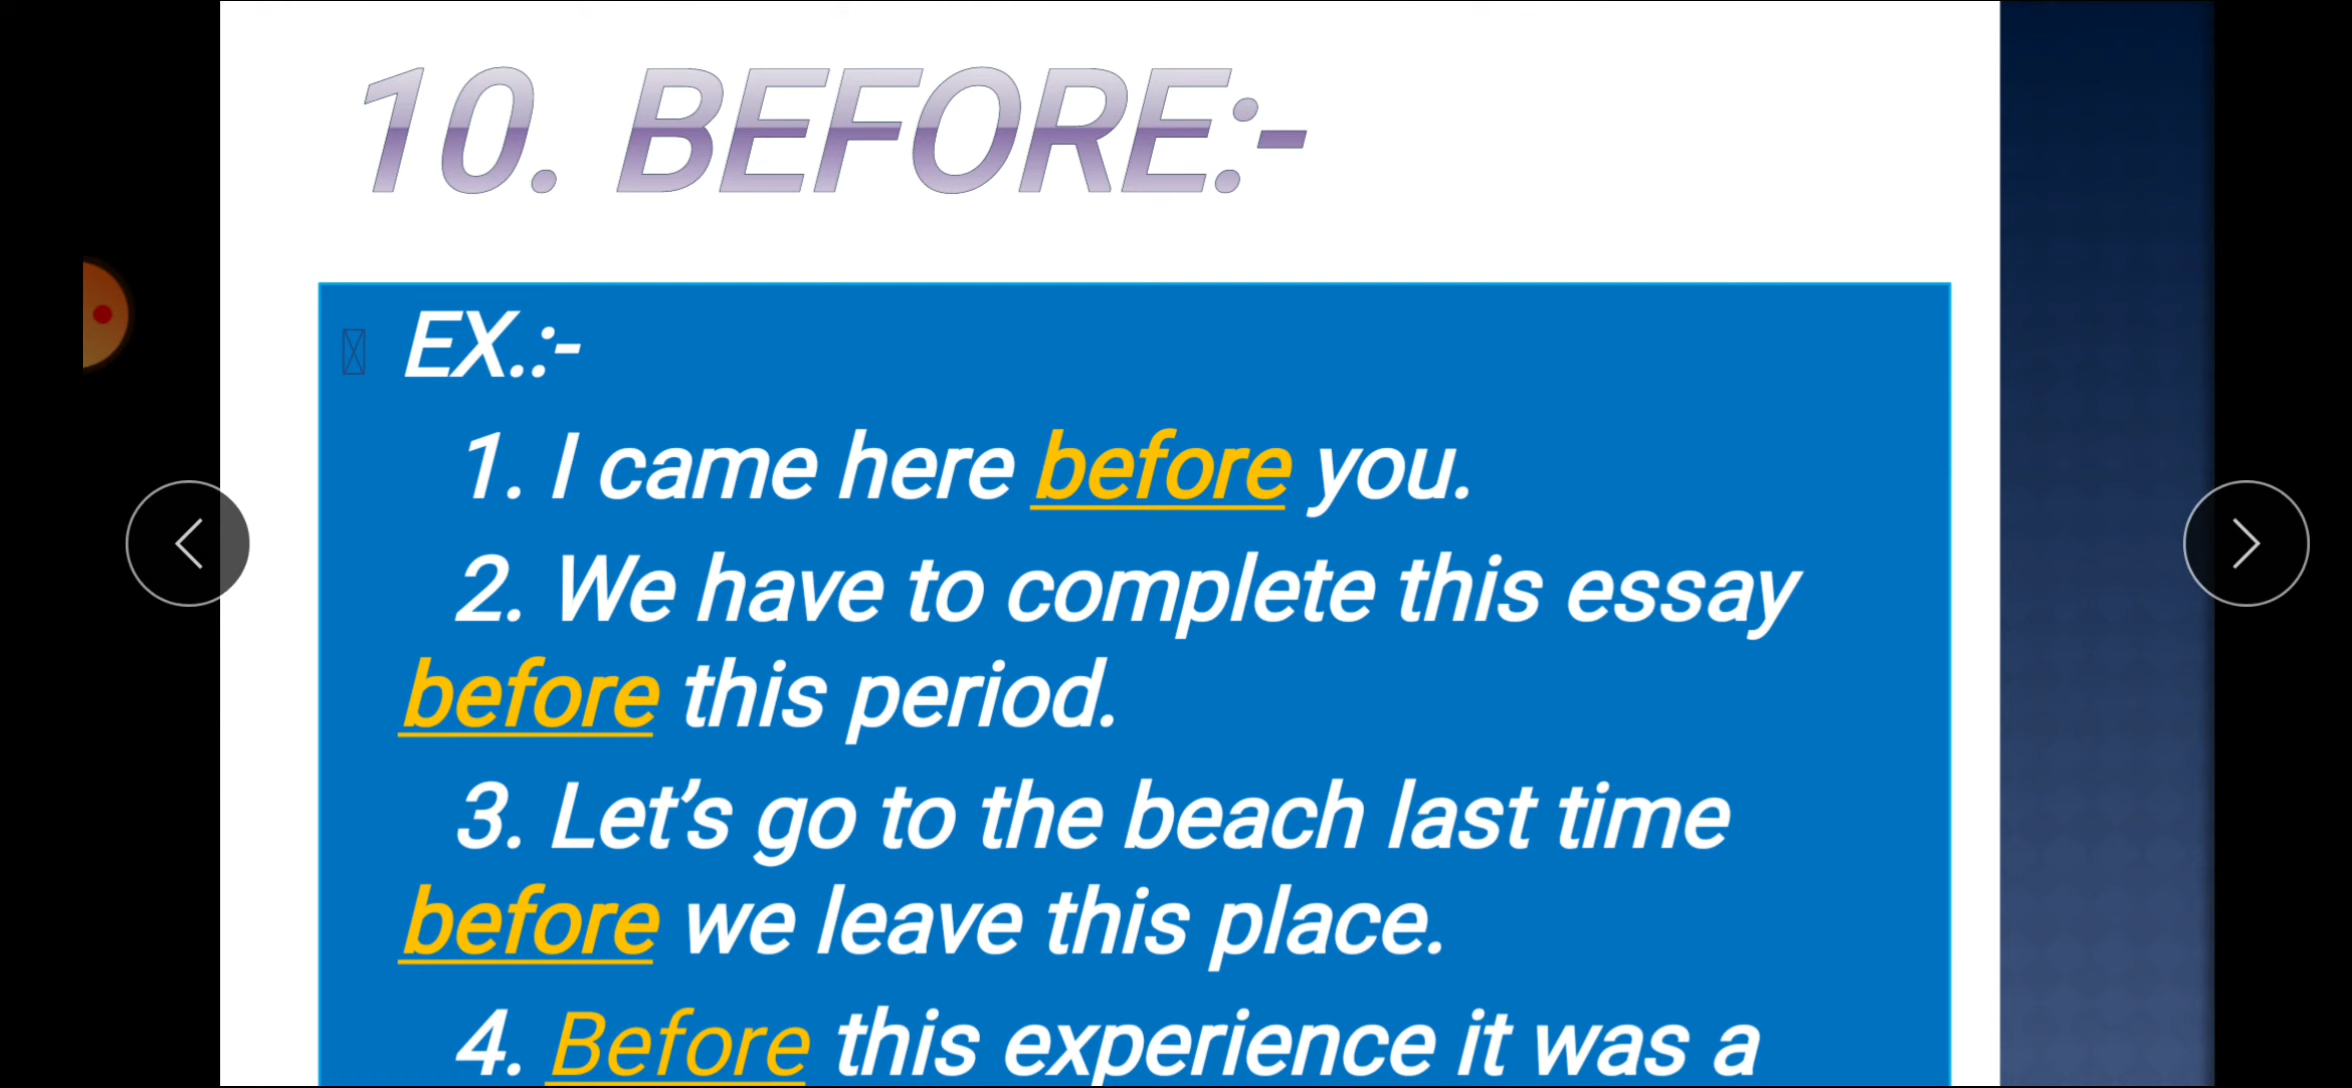 10. BEFORE:-
EX.:-
1. I came here before you.
2. We have to complete this essay
before this period.
3. Let’s go to the beach last time
before we leave this place.
4. Before this experience it was a